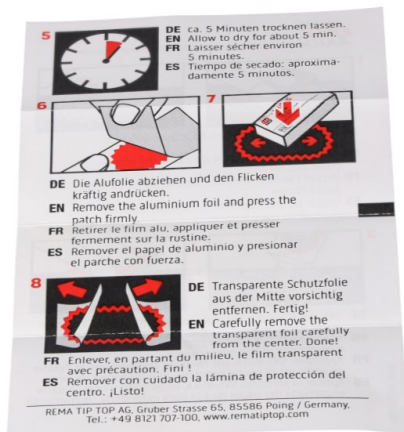 5
DE ca. 5 Minuten trocknen lassen.
EN Allow to dry for about 5 min.
FR Laisser sécher environ
5 minutes.
ES Tiempo de secado: aproxima-
damente 5 minutos.
6
7
DE Die Alufolie abziehen und den Flicken
kräftig andrücken.
EN Remove the aluminium foil and press the
patch firmly
FR Retirer le film alu, appliquer et presser
fermement sur la rustine.
ES Remover el papel de aluminio y presionar
el parche con fuerza.
8
DE Transparente Schutzfolie
aus der Mitte vorsichtig
entfernen. Fertig!
EN Carefully remove the
transparent foil carefully
from the center. Done!
FR Enlever, en partant du milieu, le film transparent
avec précaution. Fini !
ES Remover con cuidado la lámina de protección del
centro. ¡Listo!
REMA TIP TOP AG, Gruber Strasse 65, 85586 Poing / Germany,
Tel.: +49 8121 707-100, www.rematiptop.com